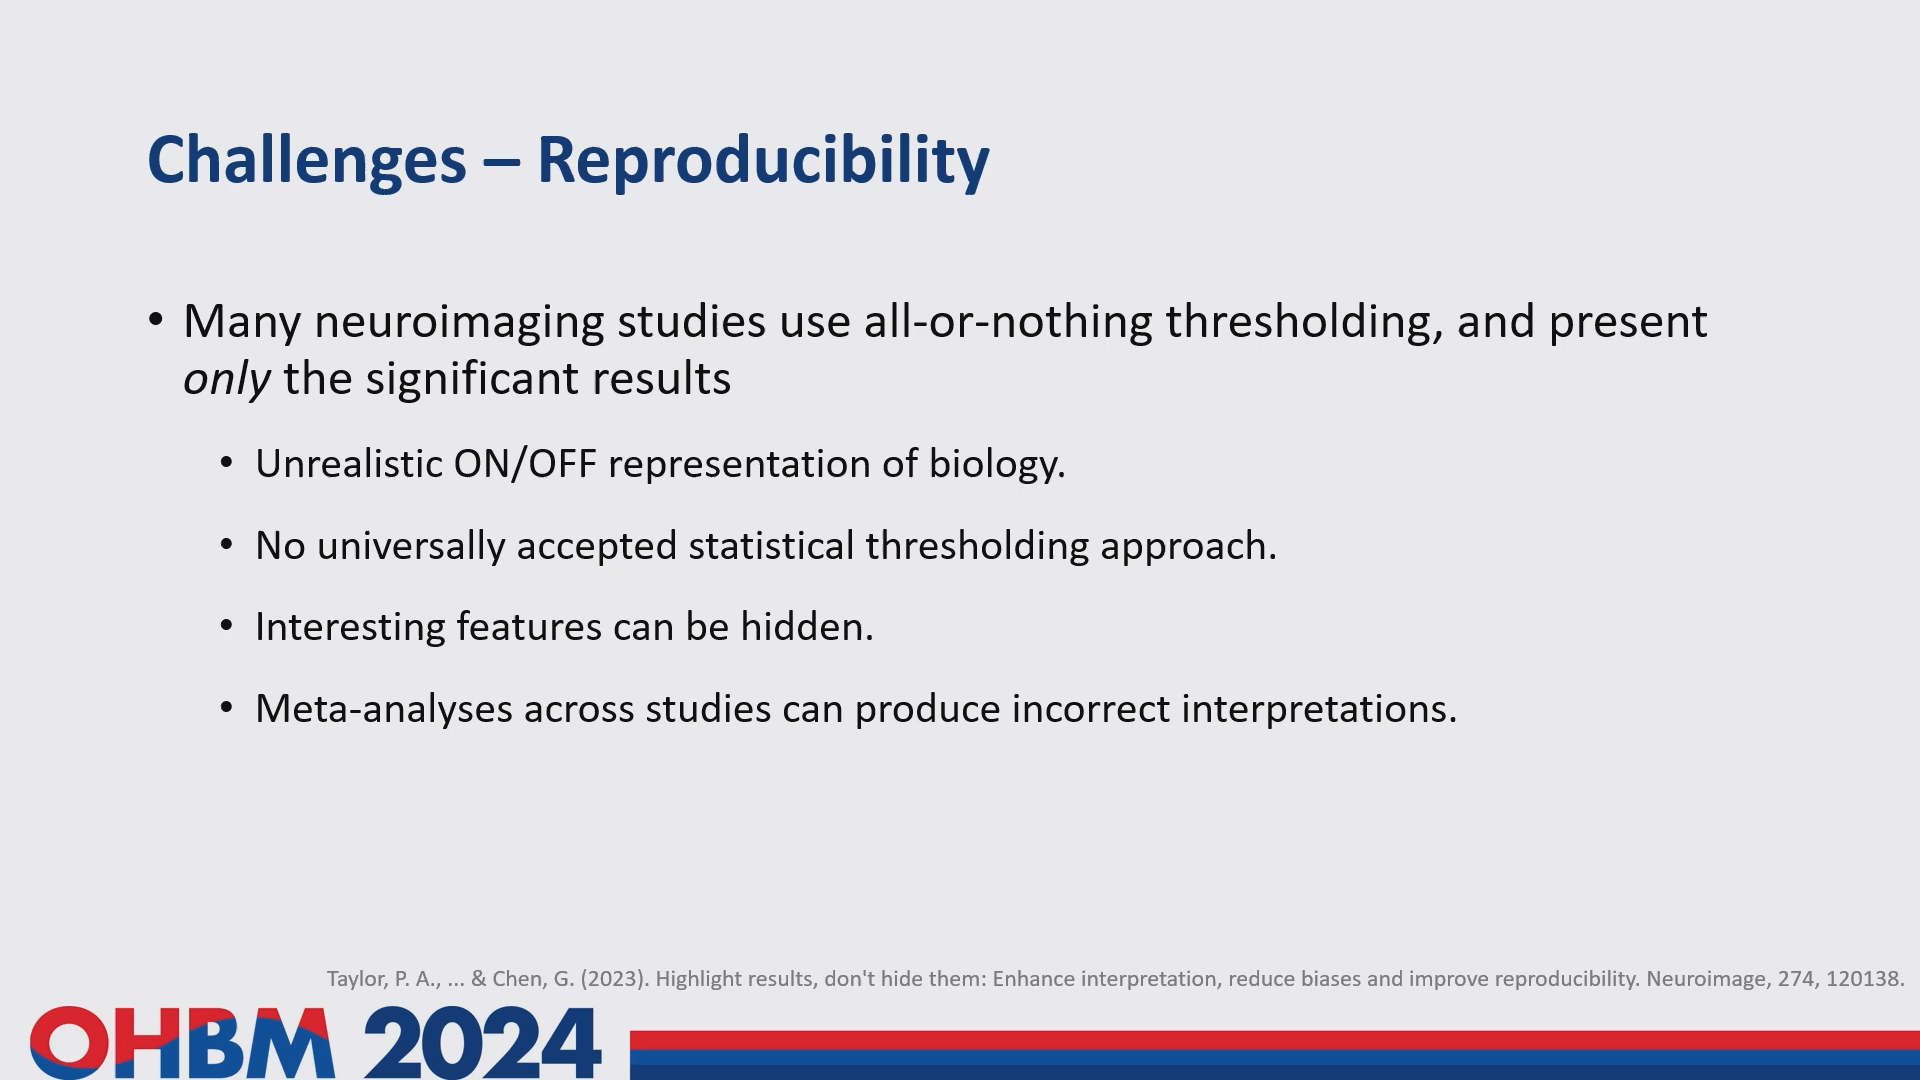 Challenges – Reproducibility
• Many neuroimaging studies use all-or-nothing thresholding, and present
only the significant results
• Unrealistic ON/OFF representation of biology.
• No universally accepted statistical thresholding approach.
• Interesting features can be hidden.
• Meta-analyses across studies can produce incorrect interpretations.
Taylor, P. A., ... & Chen, G. (2023). Highlight results, don't hide them: Enhance interpretation, reduce biases and improve reproducibility. Neuroimage, 274, 120138.
OHBM 2024